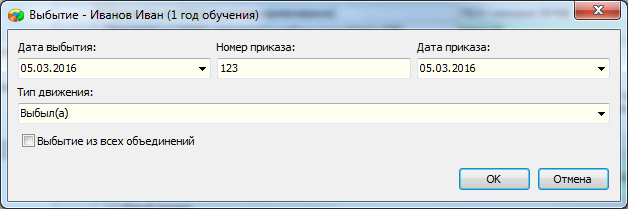 Выбытие - Иванов Иван (1 год обучения)
Дата выбытия: Номер приказа: Дата приказа:
05.03.2016 123 05.03.2016
Тип движения:
Выбыл(а)
Выбытие из всех объединений
OK Отмена